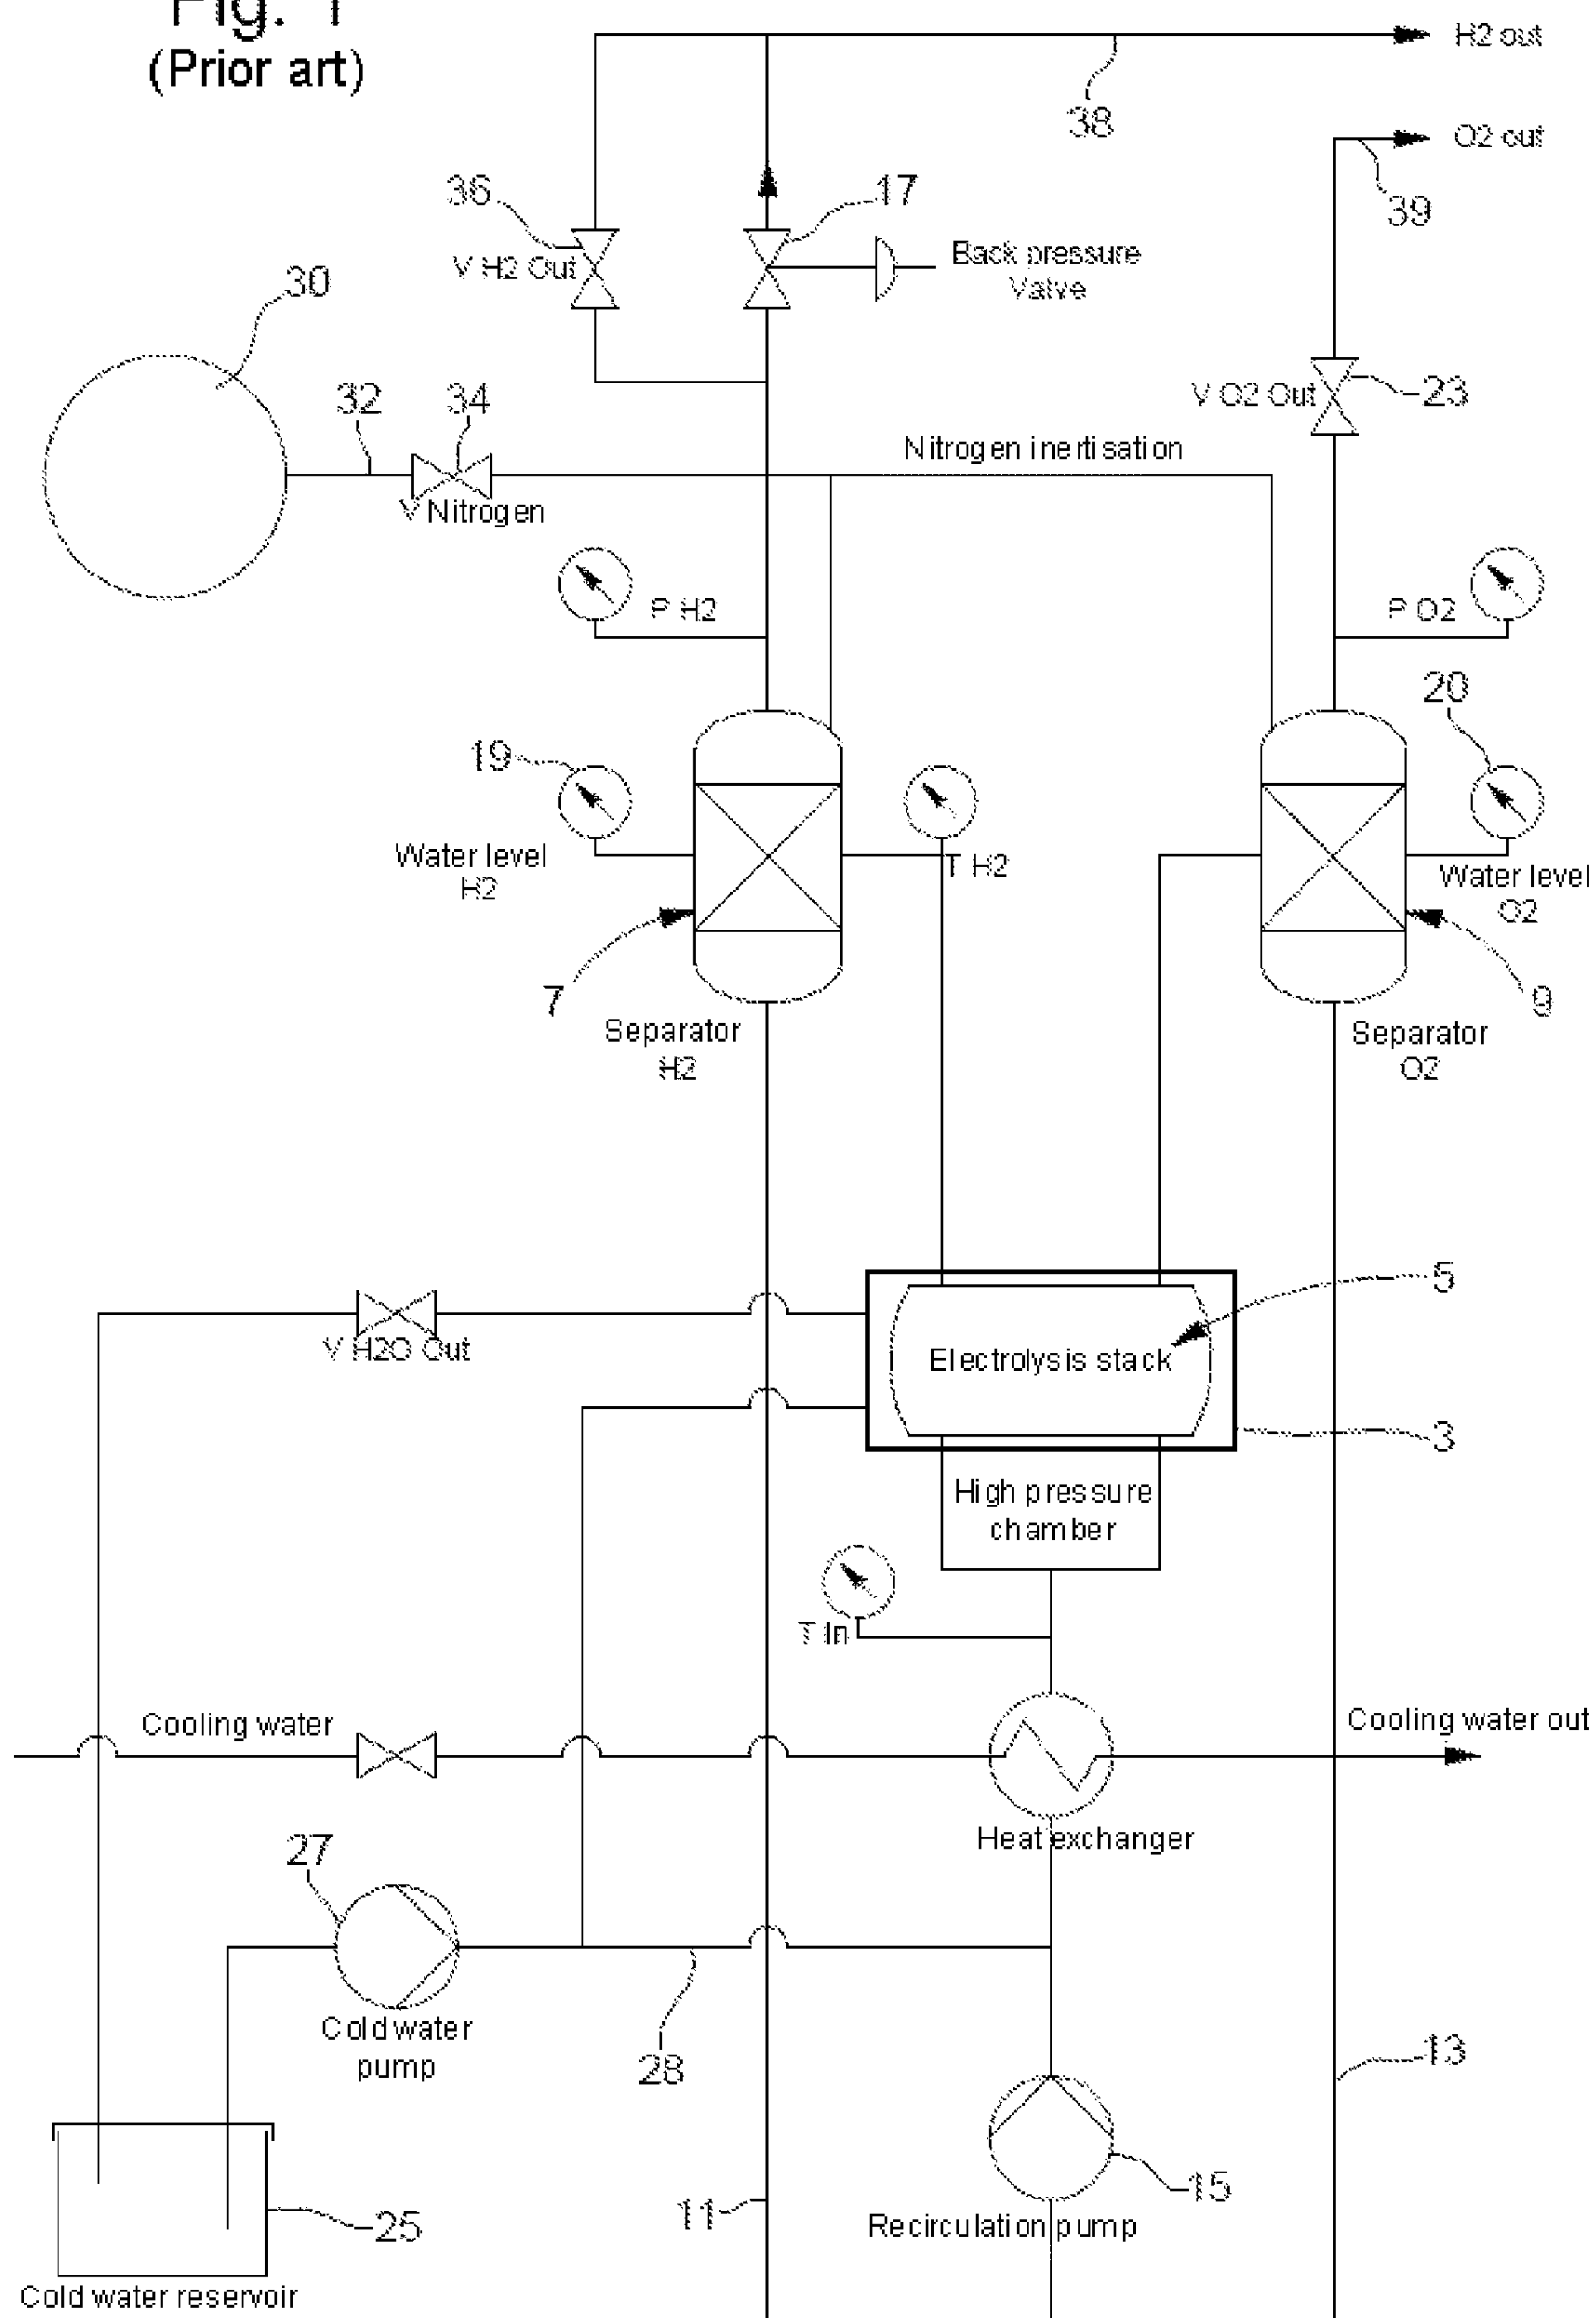 Fig. 1
(Prior art)
H2 out
38
O2 out
39
36
17
V H2 Out
Back pressure
Valve
30
32
34
V O2 Out
23
Nitrogen inertisation
V Nitrogen
P H2
P O2
20
19
Water level
H2
T H2
Water level
O2
7
9
Separator
H2
Separator
O2
5
V H2O Out
Electrolysis stack
3
High pressure
chamber
T In
Cooling water
Cooling water out
Heat exchanger
27
Cold water
pump
28
13
15
11
25
Recirculation pump
Cold water reservoir